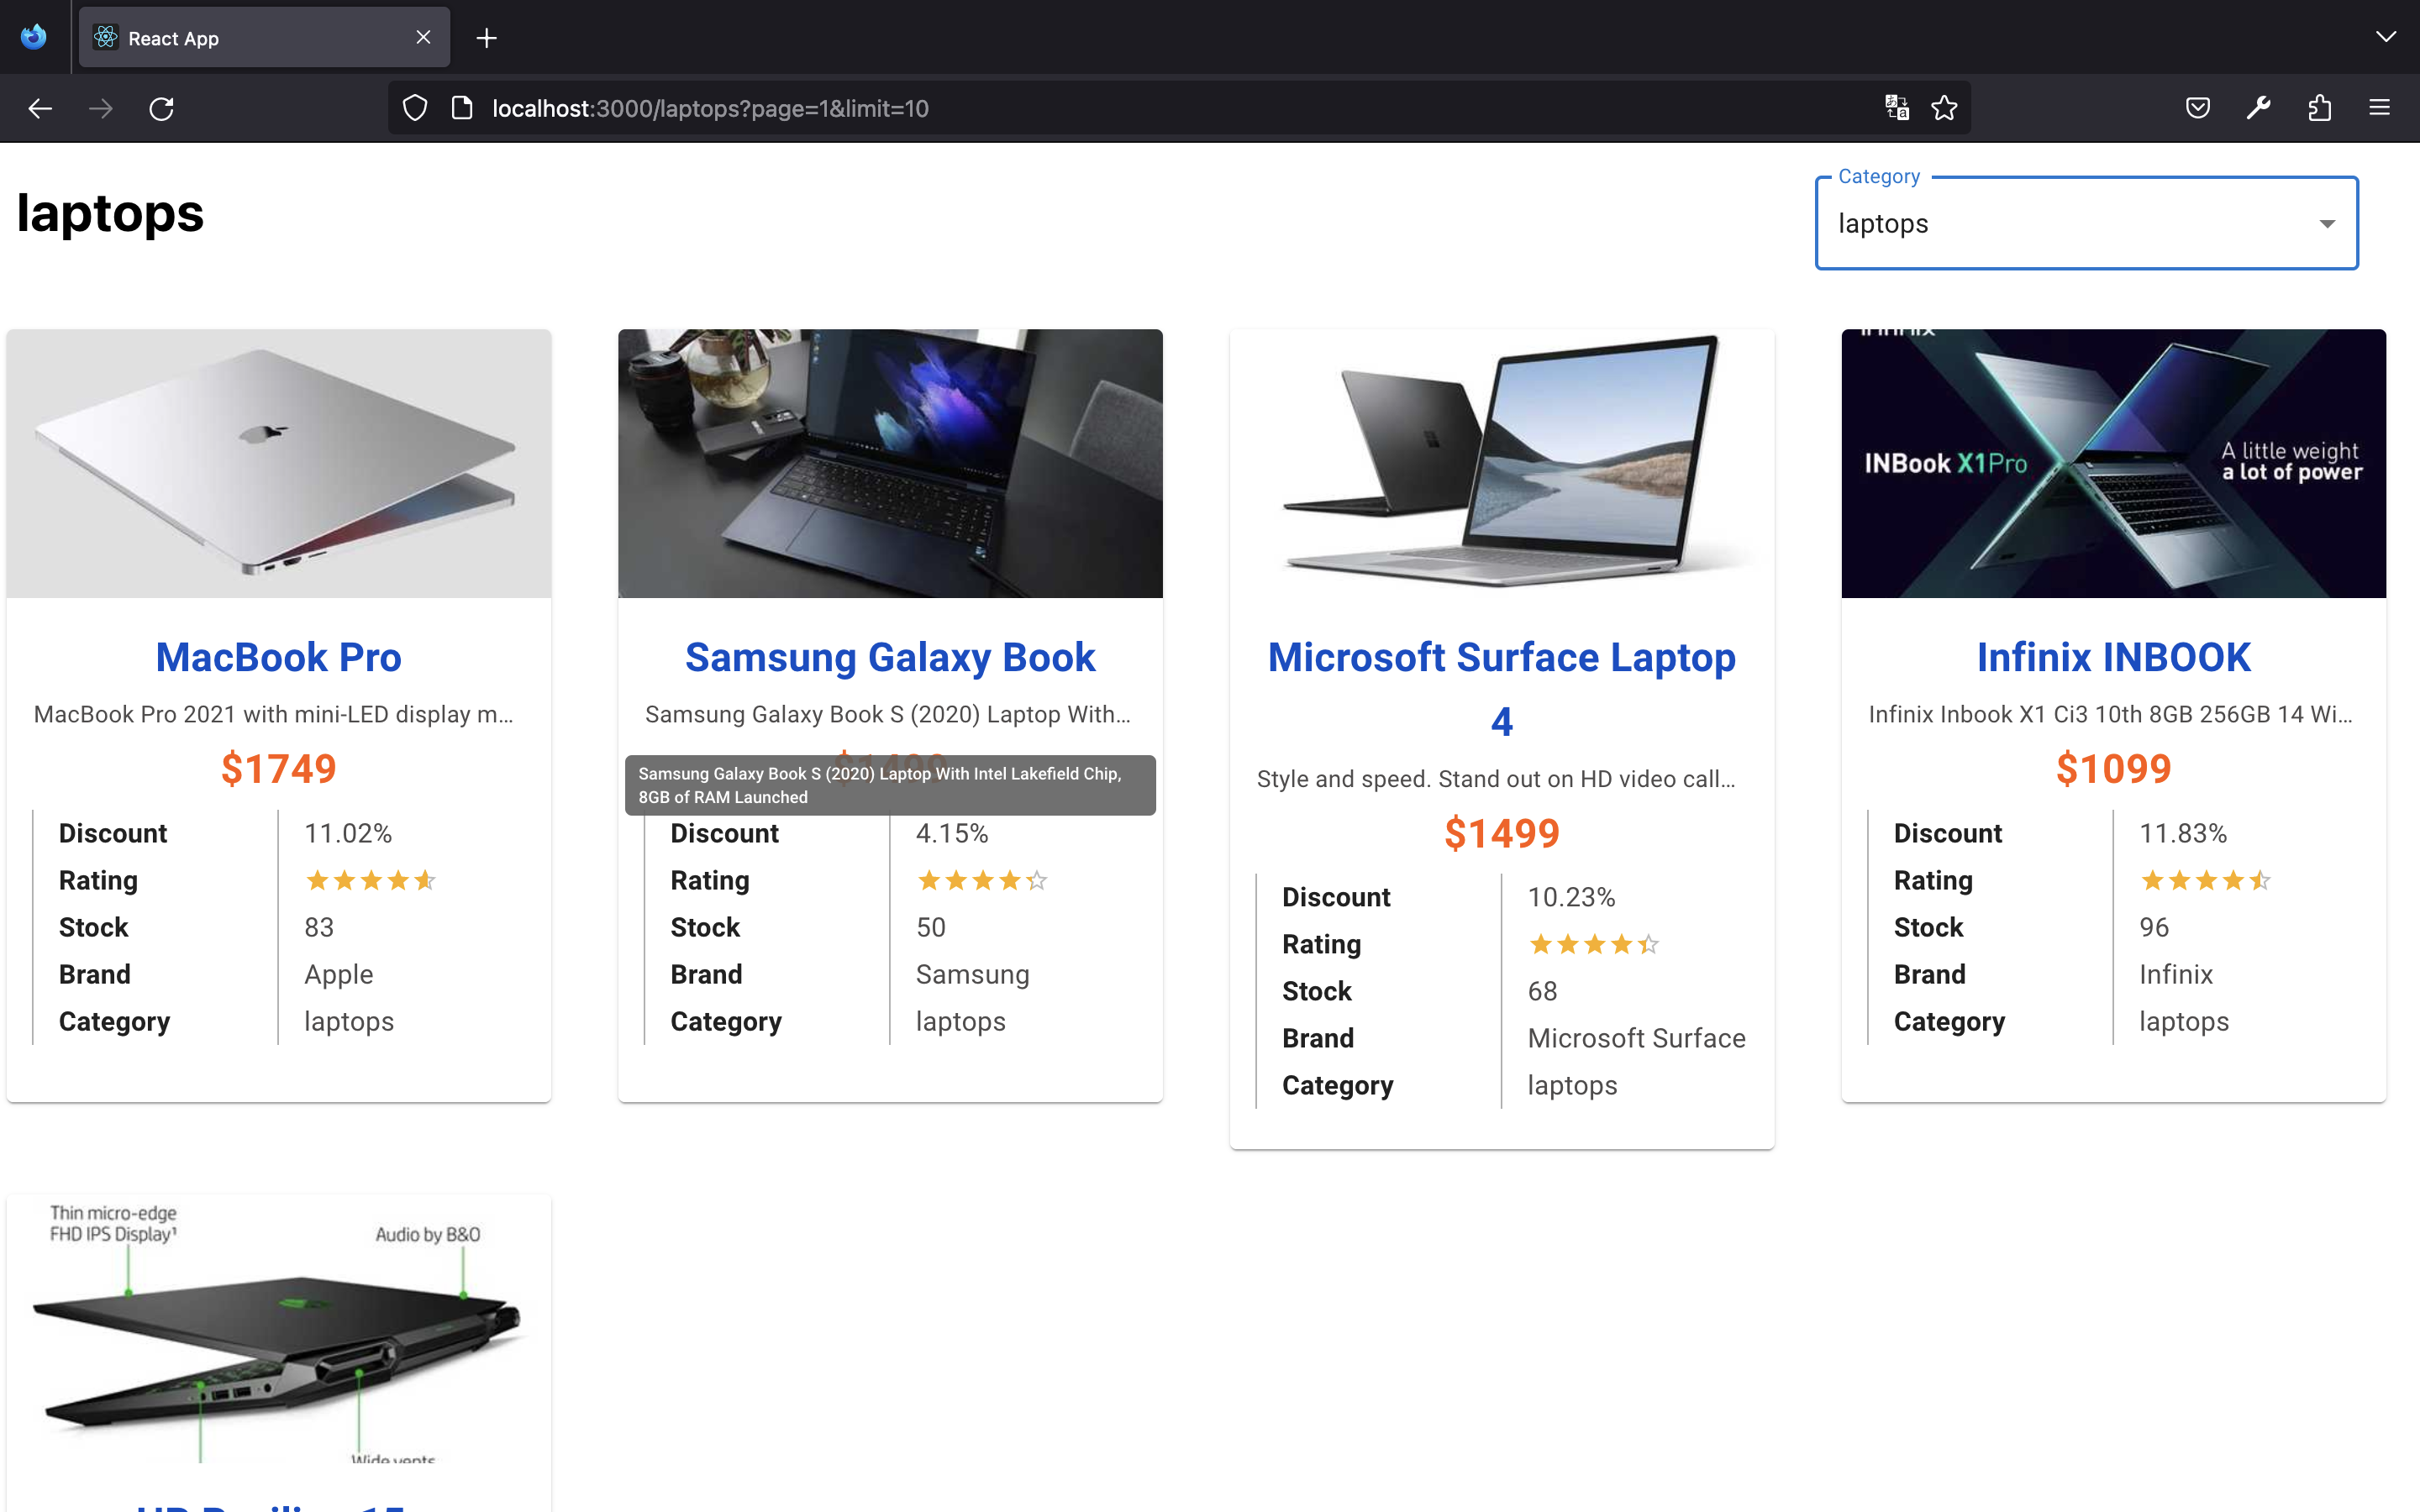 React App
localhost:3000/laptops?page=1&limit=10
laptops
Category
laptops
INBook X1Pro
A little weight
a lot of power
MacBook Pro
MacBook Pro 2021 with mini-LED display m...
$1749
Discount 11.02%
Rating
Stock 83
Brand Apple
Category laptops
Samsung Galaxy Book
Samsung Galaxy Book S (2020) Laptop With...
$1499
Samsung Galaxy Book S (2020) Laptop With Intel Lakefield Chip,
8GB of RAM Launched
Discount 4.15%
Rating
Stock 50
Brand Samsung
Category laptops
Microsoft Surface Laptop
4
Style and speed. Stand out on HD video call...
$1499
Discount 10.23%
Rating
Stock 68
Brand Microsoft Surface
Category laptops
Infinix INBOOK
Infinix Inbook X1 Ci3 10th 8GB 256GB 14 Wi...
$1099
Discount 11.83%
Rating
Stock 96
Brand Infinix
Category laptops
Thin micro-edge
FHD IPS Display¹
Audio by B&O
Wide vents